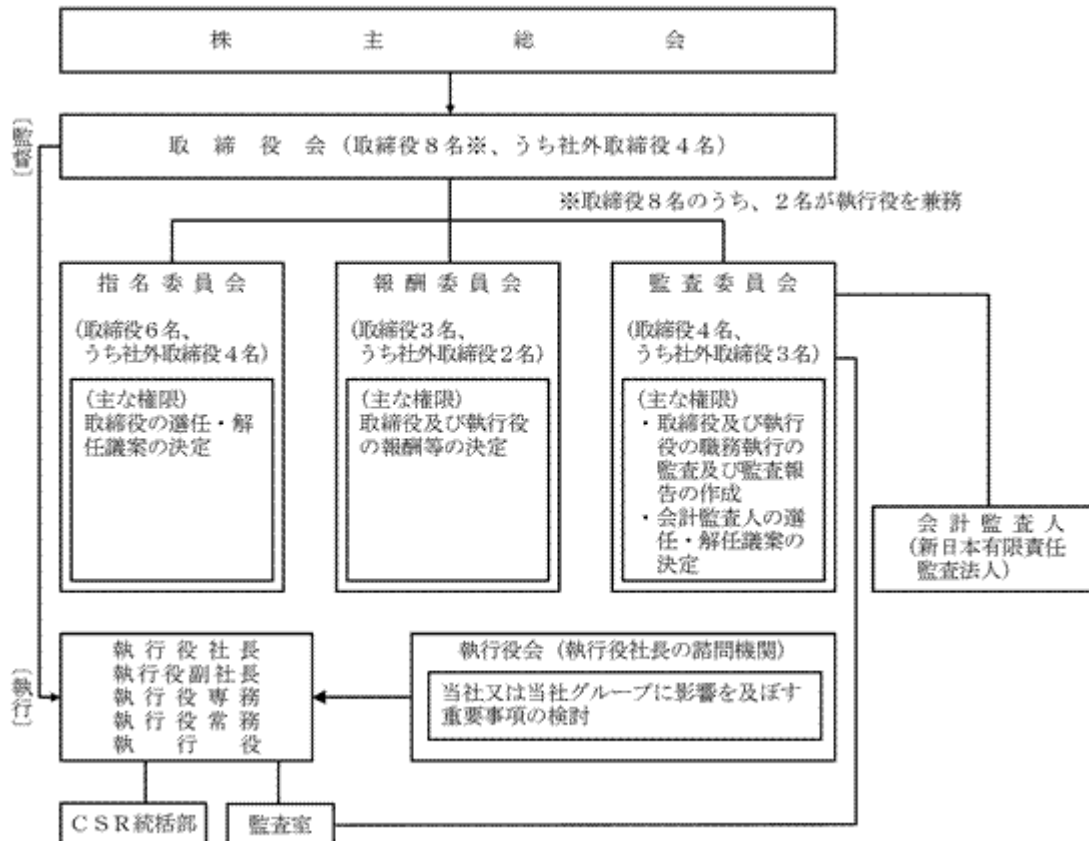 株主総会
〔監督〕
取締役会（取締役８名※、うち社外取締役４名）
※取締役８名のうち、２名が執行役を兼務
指名委員会
(取締役6名、
うち社外取締役4名)
(主な権限)
取締役の選任・解
任議案の決定
報酬委員会
(取締役3名、
うち社外取締役2名)
(主な権限)
取締役及び執行役
の報酬等の決定
監査委員会
(取締役4名、
うち社外取締役3名)
(主な権限)
・取締役及び執行
役の職務執行の
監査及び監査報
告の作成
・会計監査人の選
任・解任議案の
決定
会計監査人
(新日本有限責任
監査法人)
〔執行〕
執行役社長
執行役副社長
執行役専務
執行役常務
執行役
執行役会（執行役社長の諮問機関）
当社又は当社グループに影響を及ぼす
重要事項の検討
ＣＳＲ統括部
監査室